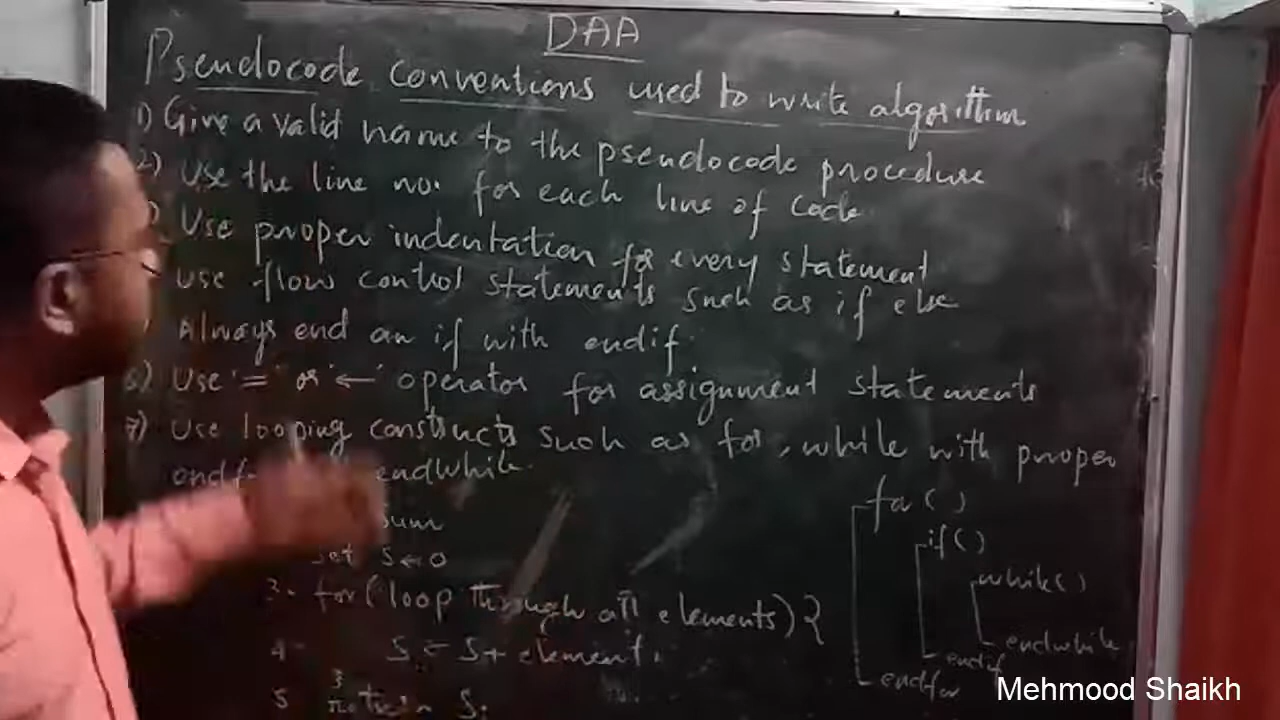 DAA
Pseudocode conventions used to write algorithm
1) Give a valid name to the pseudocode procedure
2) Use the line no. for each line of code.
Use proper indentation for every statement
Use flow control statements such as if else
Always end an if with endif.
6) Use '=' or '←' operator for assignment statements
7) Use looping constructs such as for, while with proper
endwhile.
Sum
set S←0
3. for(loop through all elements){
4. S = S+ element.
}
5 return S;
for ( )
if ( )
while ( )
endwhile
endif
endfor
Mehmood Shaikh